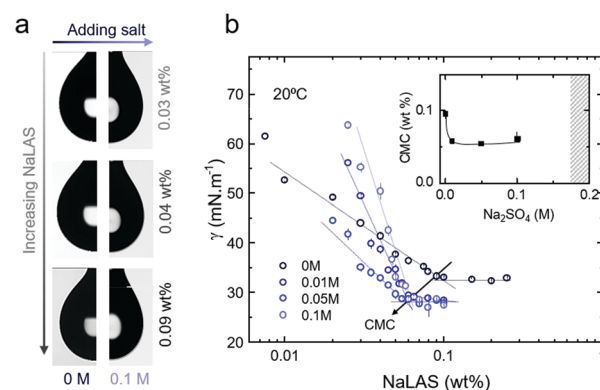 a
Adding salt
Increasing NaLAS
0.03 wt%
0.04 wt%
0.09 wt%
0 M
0.1 M
b
20ºC
γ (mN.m⁻¹)
70
60
50
40
30
20
0M
0.01M
0.05M
0.1M
CMC
0.01
0.1
NaLAS (wt%)
CMC (wt %)
0.1
0.0
0.0
0.1
0.2
Na₂SO₄ (M)